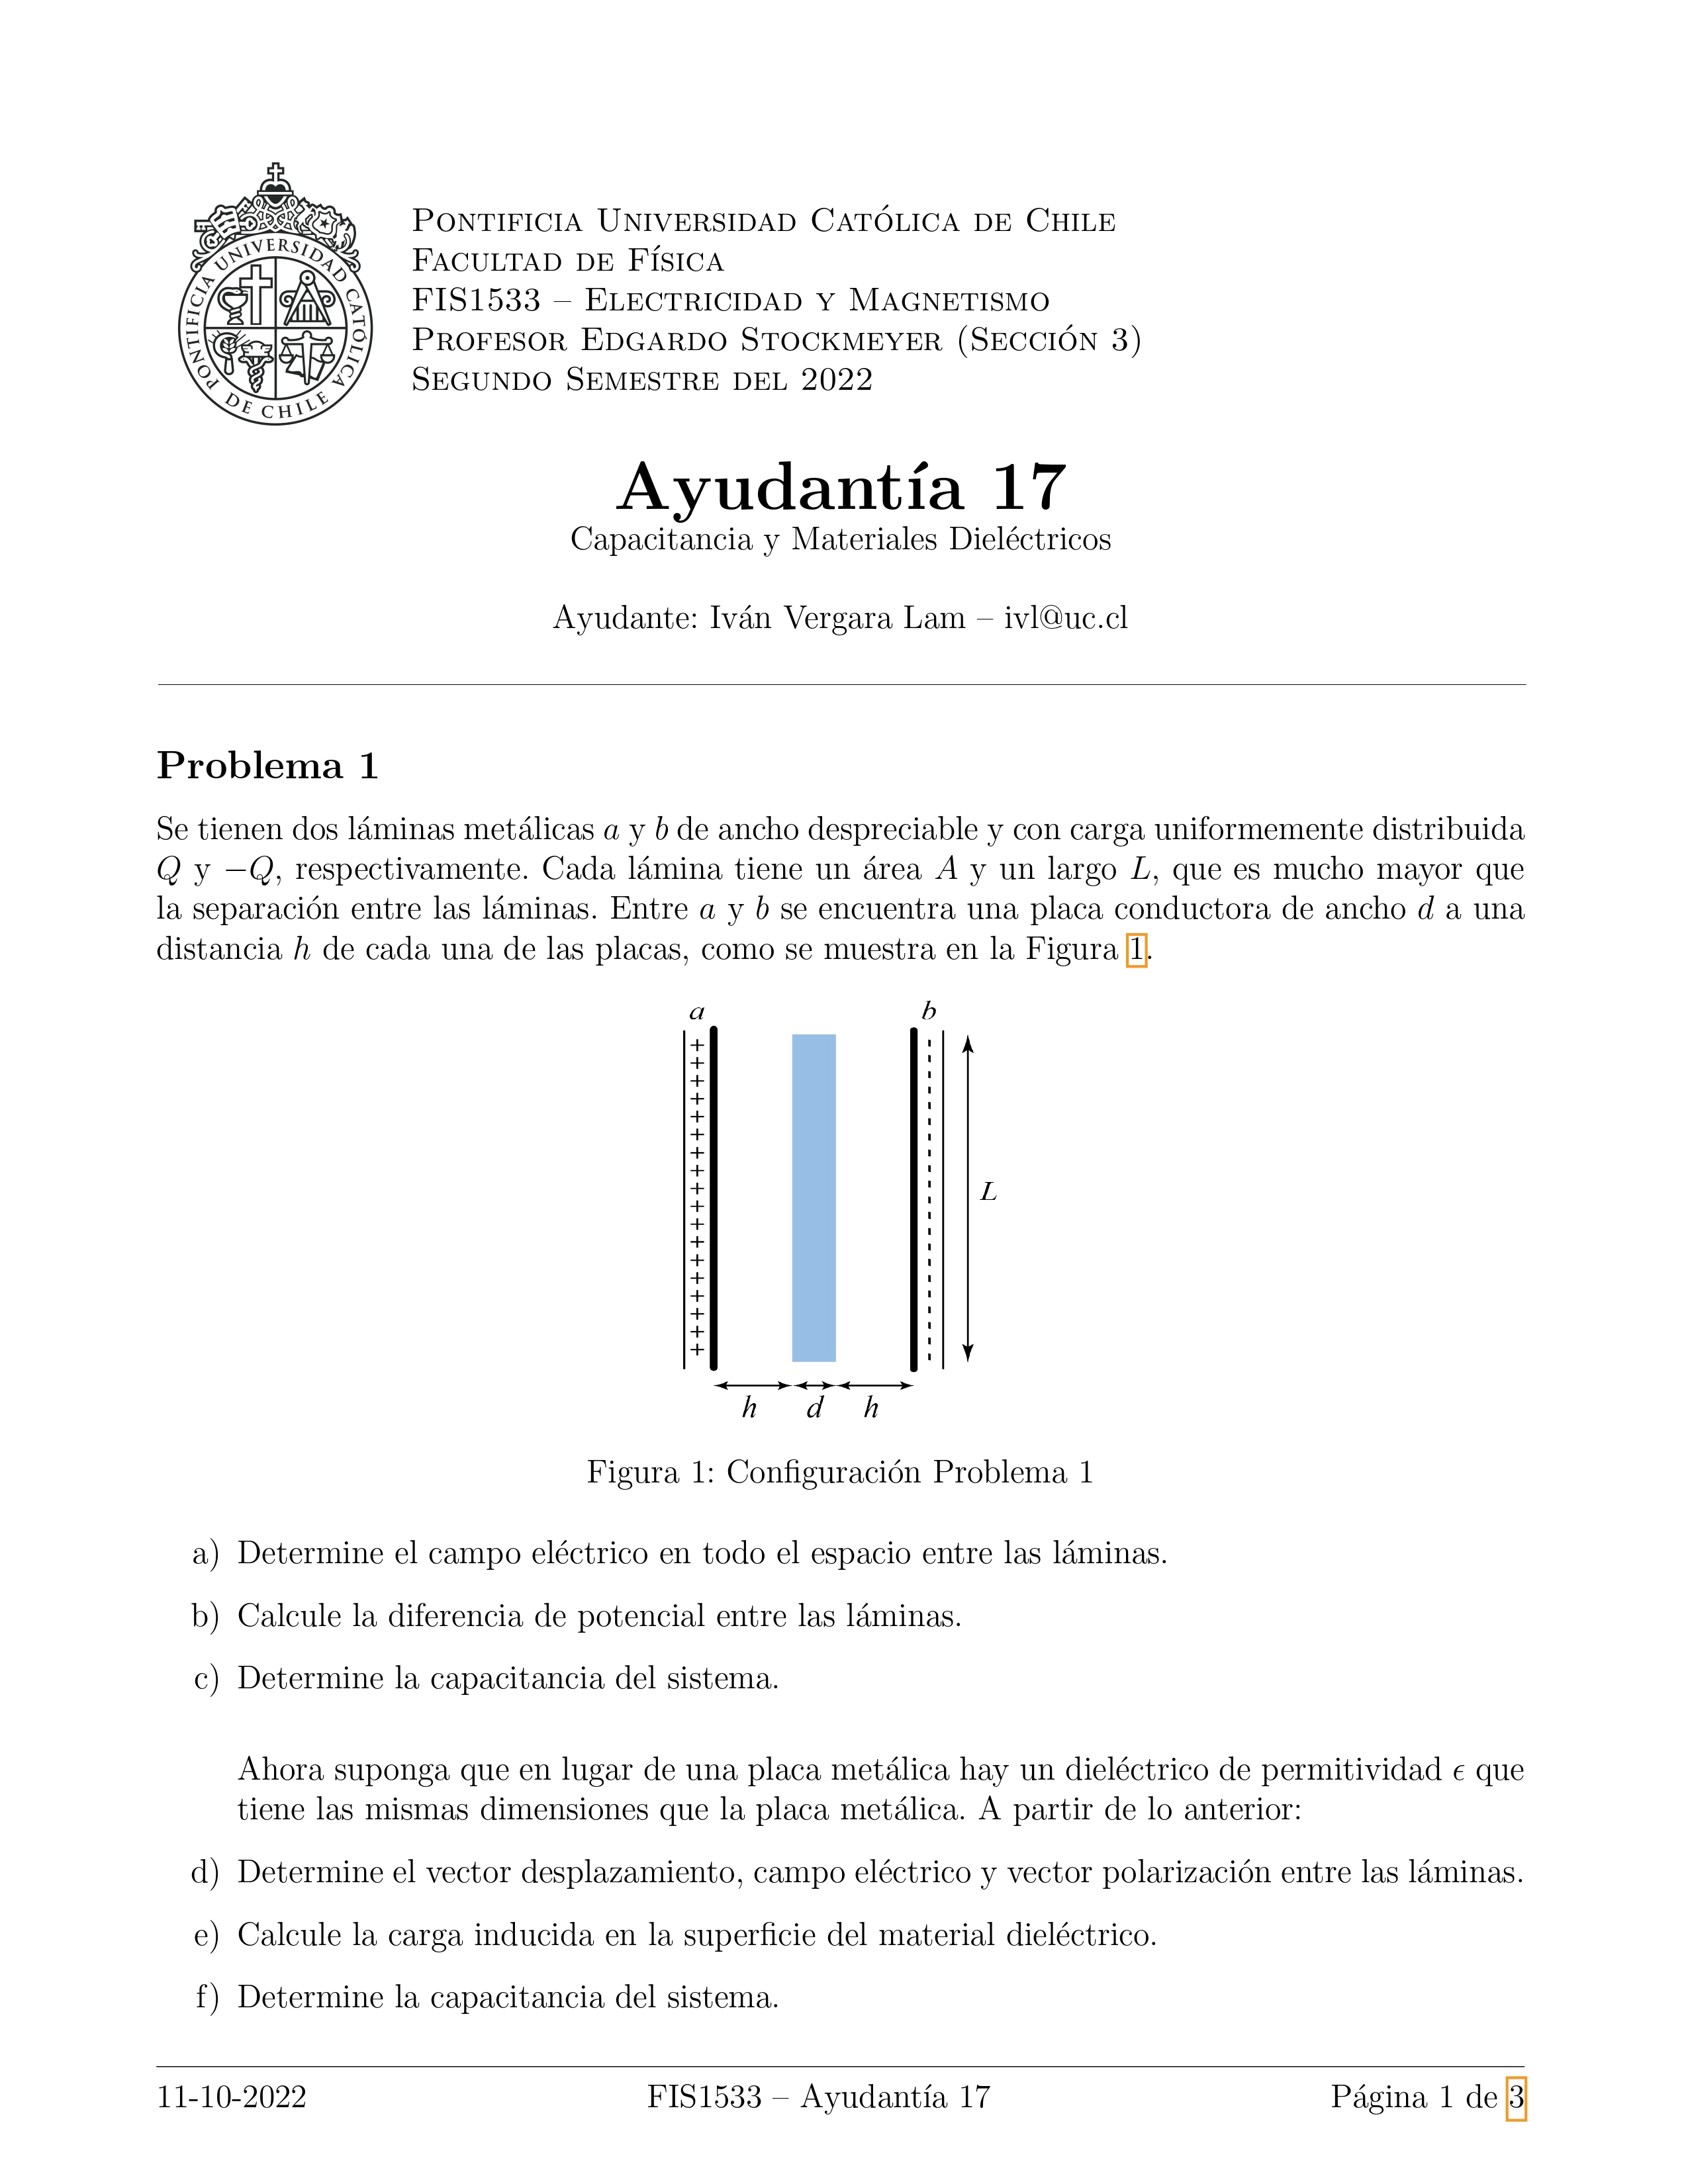 PONTIFICIA UNIVERSIDAD CATÓLICA DE CHILE
PONTIFICIA UNIVERSIDAD CATÓLICA DE CHILE
FACULTAD DE FÍSICA
FIS1533 – ELECTRICIDAD Y MAGNETISMO
PROFESOR EDGARDO STOCKMEYER (SECCIÓN 3)
SEGUNDO SEMESTRE DEL 2022
Ayudantía 17
Capacitancia y Materiales Dieléctricos
Ayudante: Iván Vergara Lam – ivl@uc.cl
Problema 1
Se tienen dos láminas metálicas a y b de ancho despreciable y con carga uniformemente distribuida
Q y −Q, respectivamente. Cada lámina tiene un área A y un largo L, que es mucho mayor que
la separación entre las láminas. Entre a y b se encuentra una placa conductora de ancho d a una
distancia h de cada una de las placas, como se muestra en la Figura 1.
a b
L
h d h
Figura 1: Configuración Problema 1
a) Determine el campo eléctrico en todo el espacio entre las láminas.
b) Calcule la diferencia de potencial entre las láminas.
c) Determine la capacitancia del sistema.
Ahora suponga que en lugar de una placa metálica hay un dieléctrico de permitividad ϵ que
tiene las mismas dimensiones que la placa metálica. A partir de lo anterior:
d) Determine el vector desplazamiento, campo eléctrico y vector polarización entre las láminas.
e) Calcule la carga inducida en la superficie del material dieléctrico.
f) Determine la capacitancia del sistema.
11-10-2022 FIS1533 – Ayudantía 17 Página 1 de 3